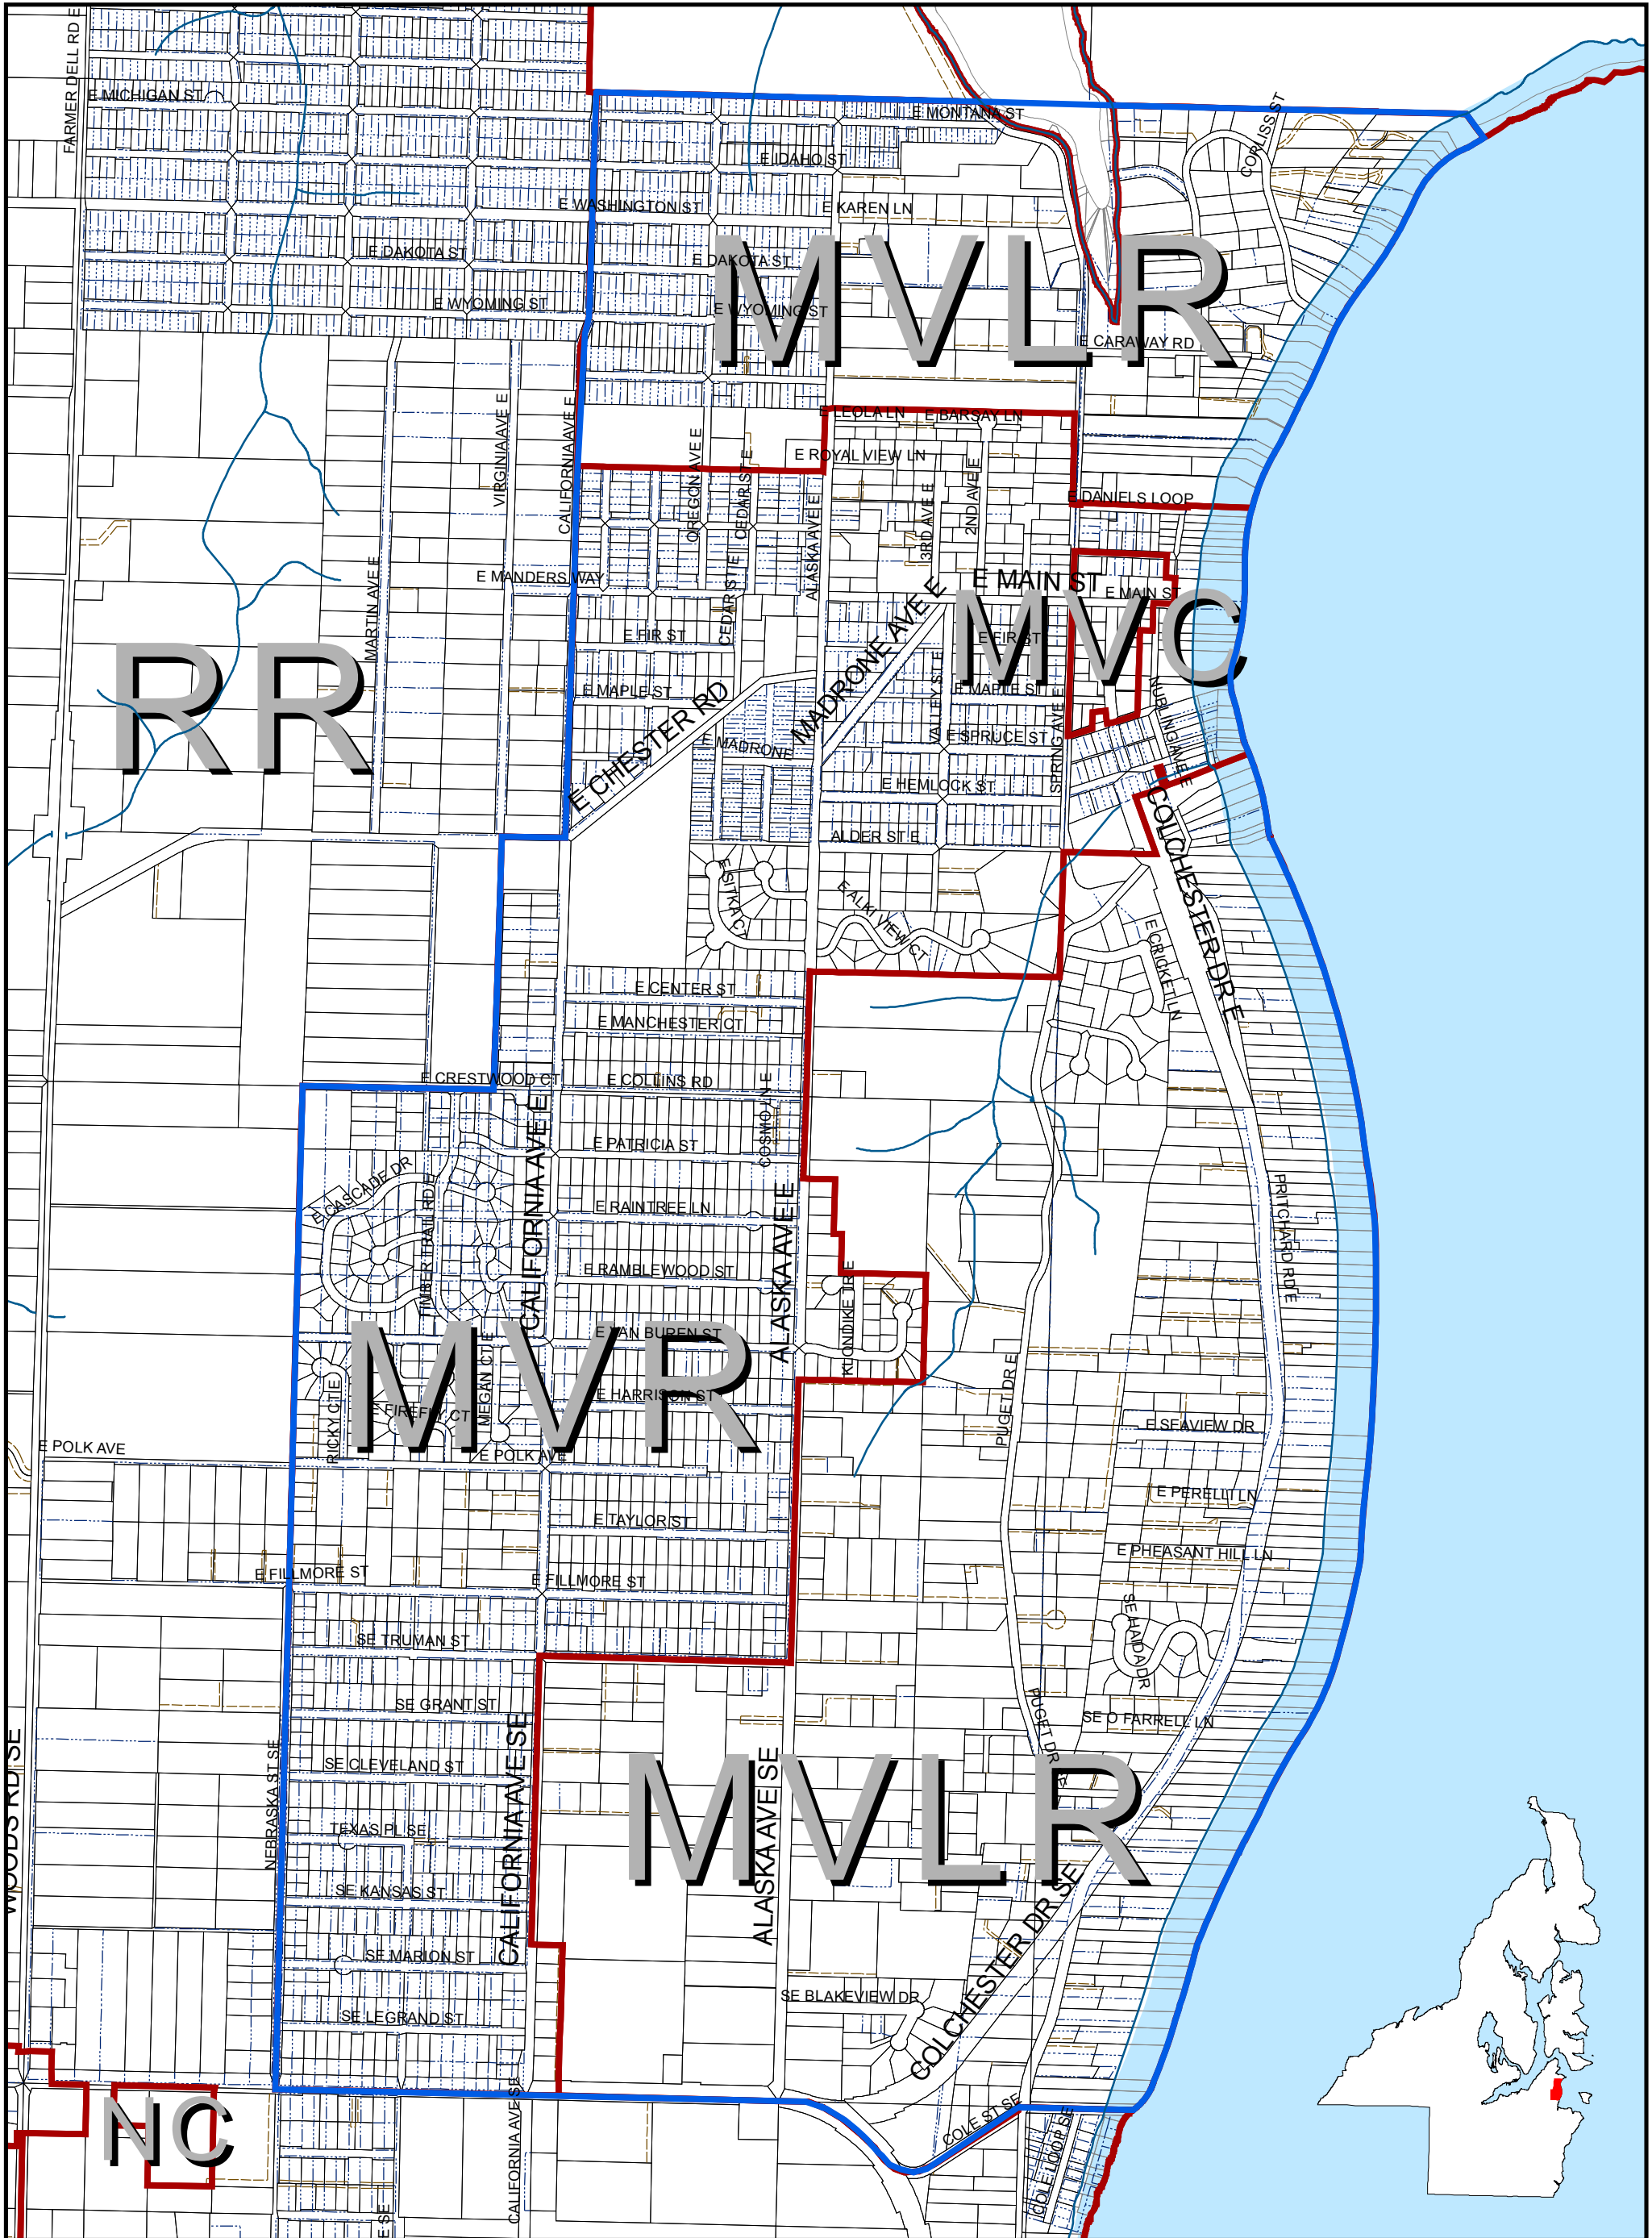 FARMER DELL RD E
E MICHIGAN ST
E MONTANA ST
CORLISS ST
E IDAHO ST
E WASHINGTON ST
E KAREN LN
E DAKOTA ST
E DAKOTA ST
MVLR
E WYOMING ST
E WYOMING ST
E CARAWAY RD
VIRGINIA AVE E
CALIFORNIA AVE E
E LEOLA LN
E BARSAY LN
OREGON AVE E
CEDAR ST E
E ROYAL VIEW LN
2ND AVE E
3RD AVE E
E DANIELS LOOP
ALASKA AVE E
MARTIN AVE E
E MANDERS WAY
CEDAR ST E
E MAIN ST
E MAIN ST
MADRONE AVE E
MVC
E FIR ST
E FIR ST
RR
VALLEY ST E
E MAPLE ST
E MAPLE ST
E CHESTER RD
NUBLING AVE E
E SPRUCE ST
SPRING AVE E
E MADRONE
E HEMLOCK ST
ALDER ST E
COLCHESTER DR E
E SITKA CT
E ALKI VIEW CT
E CRICKET LN
E CENTER ST
E MANCHESTER CT
E CRESTWOOD CT
E COLLINS RD
COSMO LN E
CALIFORNIA AVE E
E PATRICIA ST
E CASCADE DR
TIMBER TRAIL RD E
E RAINTREE LN
ALASKA AVE E
PRITCHARD RD E
E RAMBLEWOOD ST
KLONDIKE TR E
E VAN BUREN ST
MVR
MEGAN CT E
PUGET DR E
RICKY CT E
E HARRISON ST
E FIREFLY CT
E SEAVIEW DR
E POLK AVE
E POLK AVE
E PERELLI LN
E TAYLOR ST
E PHEASANT HILL LN
E FILLMORE ST
E FILLMORE ST
SE HAIDA DR
SE TRUMAN ST
SE GRANT ST
PUGET DR
SE O FARRELL LN
WOODS RD SE
NEBRASKA ST SE
SE CLEVELAND ST
CALIFORNIA AVE SE
ALASKA AVE SE
MVLR
TEXAS PL SE
SE KANSAS ST
SE MARION ST
COLCHESTER DR SE
SE BLAKEVIEW DR
SE LEGRAND ST
NC
CALIFORNIA AVE SE
COLE ST SE
COLE LOOP SE
E SE